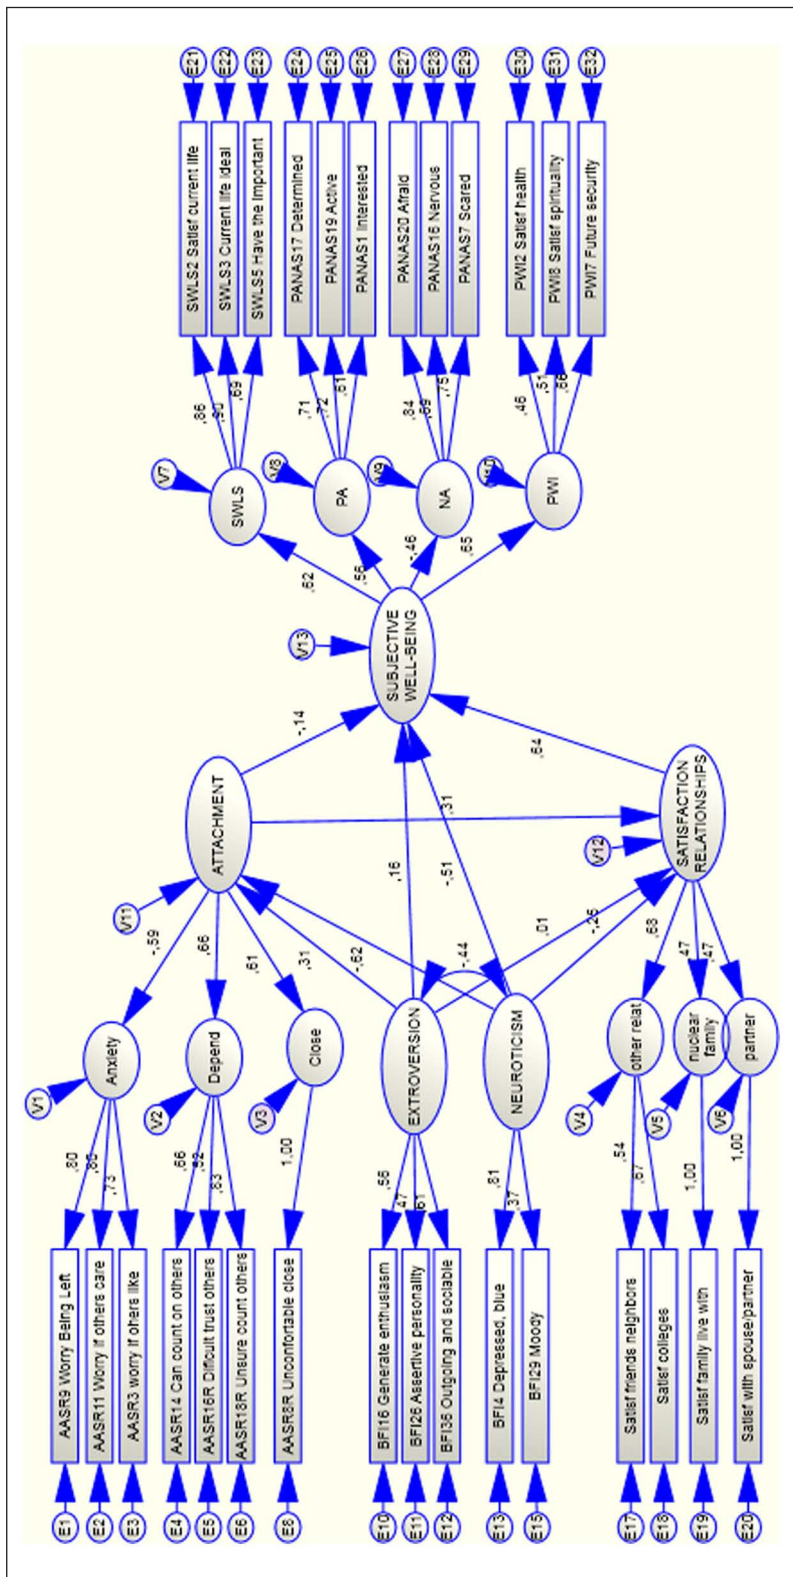 E1
AASR9 Worry Being Left
E2
AASR11 Worry if others care
E3
AASR3 worry if ohers like
E4
AASR14 Can count on others
E5
AASR16R Difficult trust others
E6
AASR18R Unsure count others
E8
AASR8R Unconfortable close
E10
BFI16 Generate enthusiasm
E11
BFI26 Assertive personality
E12
BFI36 Outgoing and sociable
E13
BFI4 Depressed, blue
E15
BFI29 Moody
E17
Satisf friends neighbors
E18
Satisf colleges
E19
Satisf family live with
E20
Satisf with spouse/partner
,80
,73
,66
,83
1,00
,56
,47
,61
,81
,37
,54
,67
1,00
1,00
V1
Anxiety
V2
Depend
V3
Close
EXTROVERSION
NEUROTICISM
V4
other relat
V5
nuclear
family
V6
partner
-,59
,66
,61
,31
-,62
-,44
,01
-,26
,68
,47
,47
V11
ATTACHMENT
V12
SATISFACTION
RELATIONSHIPS
-,14
,16
-,51
,31
,64
V13
SUBJECTIVE
WELL-BEING
,62
,56
-,46
,65
V7
SWLS
V8
PA
V9
NA
PWI
,86
,90
,69
,71
,72
,61
,84
,69
,75
,46
,51
,66
SWLS2 Satisf current life
E21
SWLS3 Current life ideal
E22
SWLS5 Have the important
E23
PANAS17 Determined
E24
PANAS19 Active
E25
PANAS1 Interested
E26
PANAS20 Afraid
E27
PANAS16 Nervous
E28
PANAS7 Scared
E29
PWI2 Satisf health
E30
PWI8 Satisf spirituality
E31
PWI7 Future security
E32